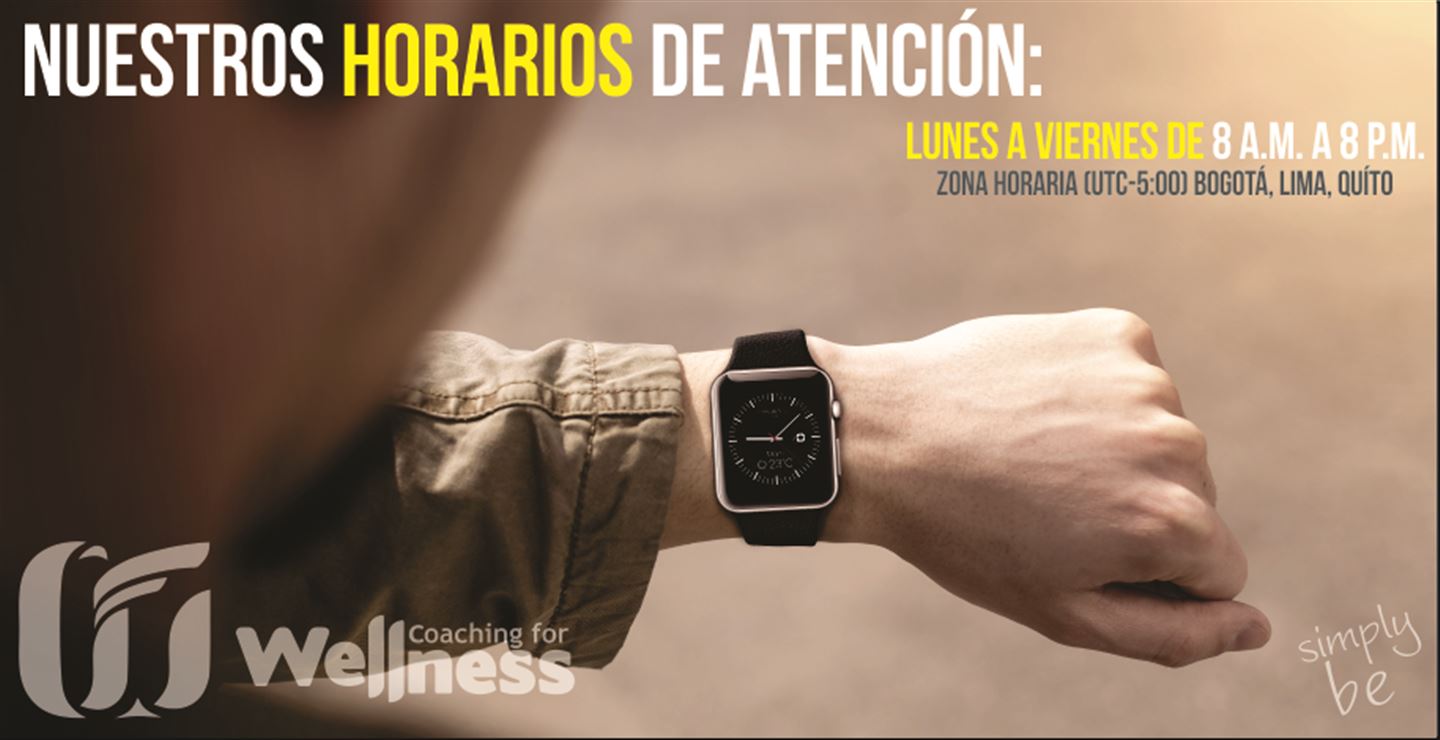 NUESTROS HORARIOS DE ATENCIÓN:
LUNES A VIERNES DE 8 A.M. A 8 P.M.
ZONA HORARIA (UTC-5:00) BOGOTÁ, LIMA, QUÍTO
Coaching for
Wellness
simply
be